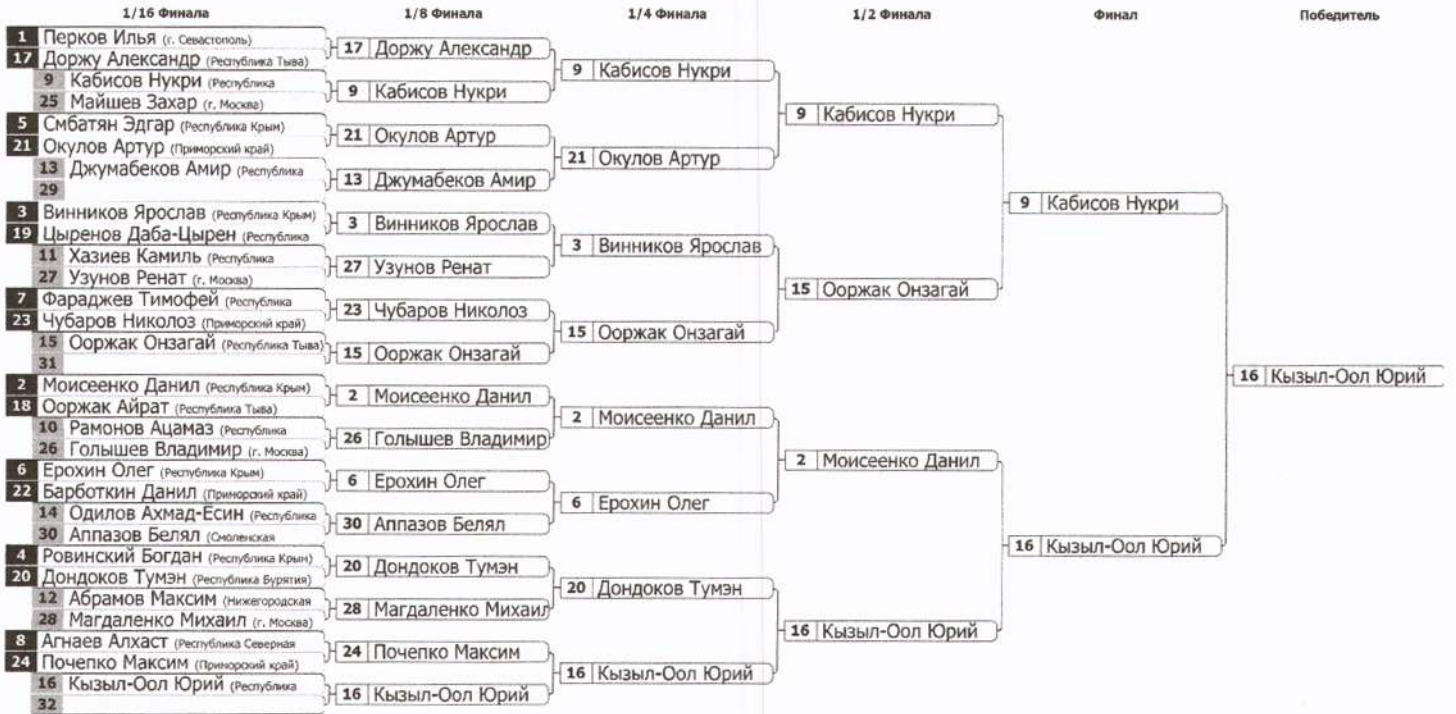 1/16 Финала 1/8 Финала 1/4 Финала 1/2 Финала Финал Победитель
1 Перков Илья (г. Севастополь)
17 Доржу Александр (Республика Тыва)
9 Кабисов Нукри (Республика
25 Майшев Захар (г. Москва)
5 Смбатян Эдгар (Республика Крым)
21 Окулов Артур (Приморский край)
13 Джумабеков Амир (Республика
29
3 Винников Ярослав (Республика Крым)
19 Цыренов Даба-Цырен (Республика
11 Хазиев Камиль (Республика
27 Узунов Ренат (г. Москва)
7 Фараджев Тимофей (Республика
23 Чубаров Николоз (Приморский край)
15 Ооржак Онзагай (Республика Тыва)
31
2 Моисеенко Данил (Республика Крым)
18 Ооржак Айрат (Республика Тыва)
10 Рамонов Ацамаз (Республика
26 Голышев Владимир (г. Москва)
6 Ерохин Олег (Республика Крым)
22 Барботкин Данил (Приморский край)
14 Одилов Ахмад-Ёсин (Республика
30 Аппазов Белял (Смоленская
4 Ровинский Богдан (Республика Крым)
20 Дондоков Тумэн (Республика Бурятия)
12 Абрамов Максим (Нижегородская
28 Магдаленко Михаил (г. Москва)
8 Агнаев Алхаст (Республика Северная
24 Почепко Максим (Приморский край)
16 Кызыл-Оол Юрий (Республика
32
17 Доржу Александр
9 Кабисов Нукри
21 Окулов Артур
13 Джумабеков Амир
3 Винников Ярослав
27 Узунов Ренат
23 Чубаров Николоз
15 Ооржак Онзагай
2 Моисеенко Данил
26 Голышев Владимир
6 Ерохин Олег
30 Аппазов Белял
20 Дондоков Тумэн
28 Магдаленко Михаил
24 Почепко Максим
16 Кызыл-Оол Юрий
9 Кабисов Нукри
21 Окулов Артур
3 Винников Ярослав
15 Ооржак Онзагай
2 Моисеенко Данил
6 Ерохин Олег
20 Дондоков Тумэн
16 Кызыл-Оол Юрий
9 Кабисов Нукри
15 Ооржак Онзагай
2 Моисеенко Данил
16 Кызыл-Оол Юрий
9 Кабисов Нукри
16 Кызыл-Оол Юрий
16 Кызыл-Оол Юрий